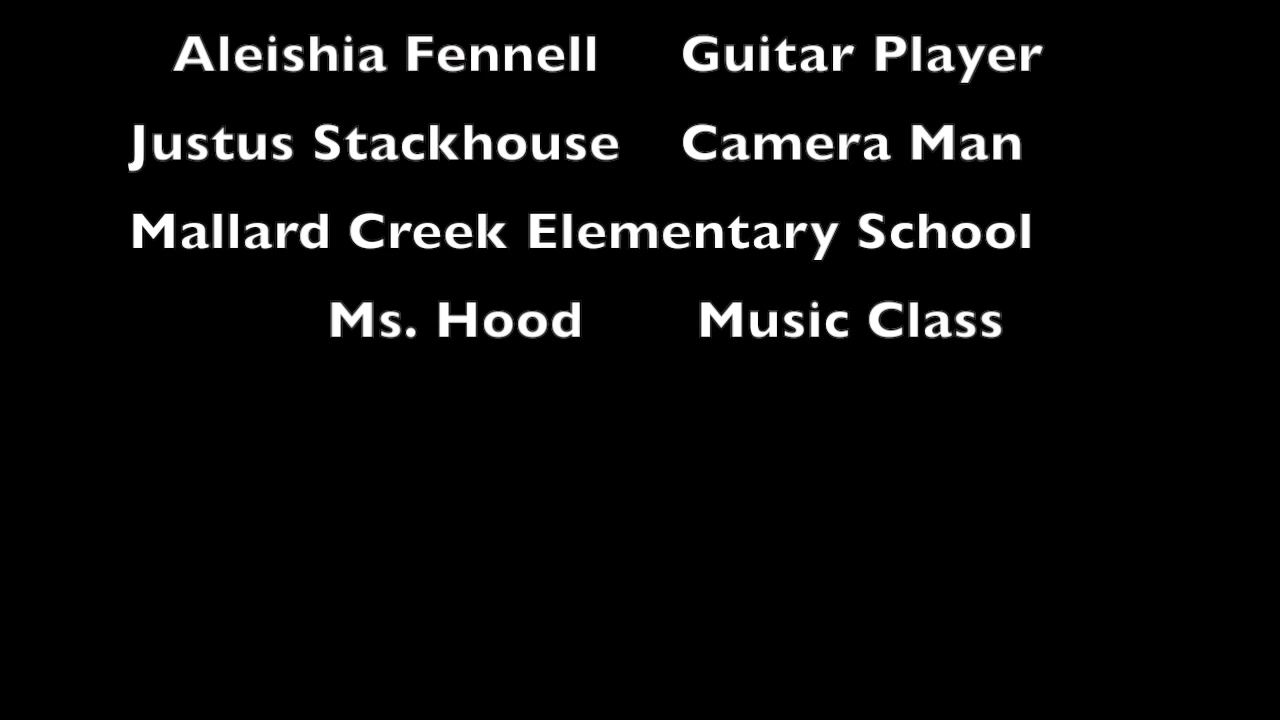 Aleishia Fennell Guitar Player
Justus Stackhouse Camera Man
Mallard Creek Elementary School
Ms. Hood Music Class